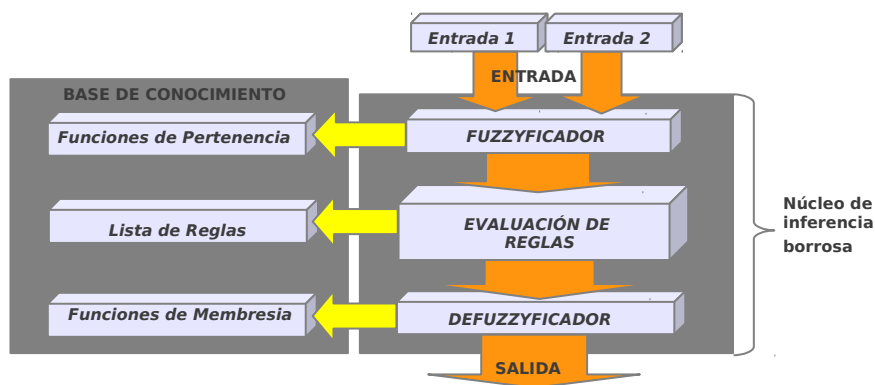 Entrada 1
Entrada 2
ENTRADA
BASE DE CONOCIMIENTO
Funciones de Pertenencia
FUZZYFICADOR
Lista de Reglas
EVALUACIÓN DE
REGLAS
Núcleo de
inferencia
borrosa
Funciones de Membresia
DEFUZZYFICADOR
SALIDA